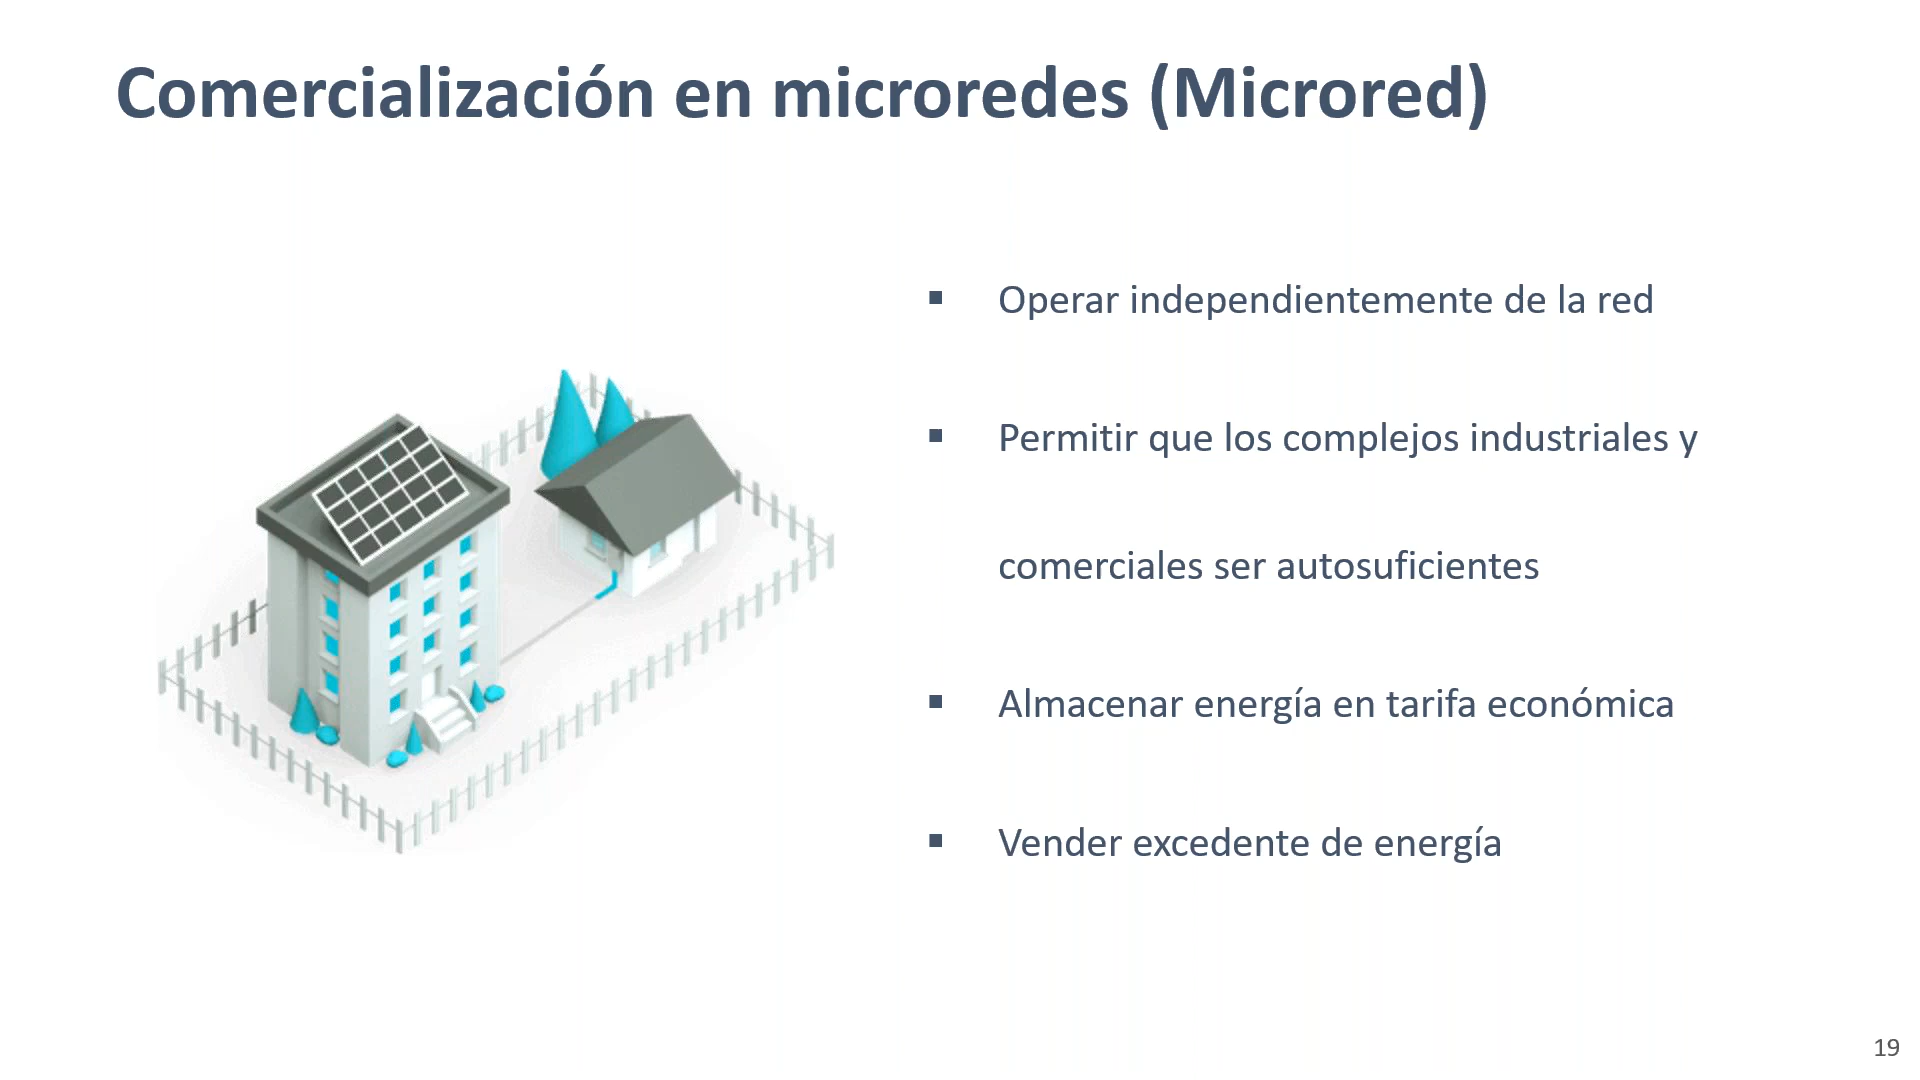 Comercialización en microredes (Microred)
▪ Operar independientemente de la red
▪ Permitir que los complejos industriales y
comerciales ser autosuficientes
▪ Almacenar energía en tarifa económica
▪ Vender excedente de energía
19